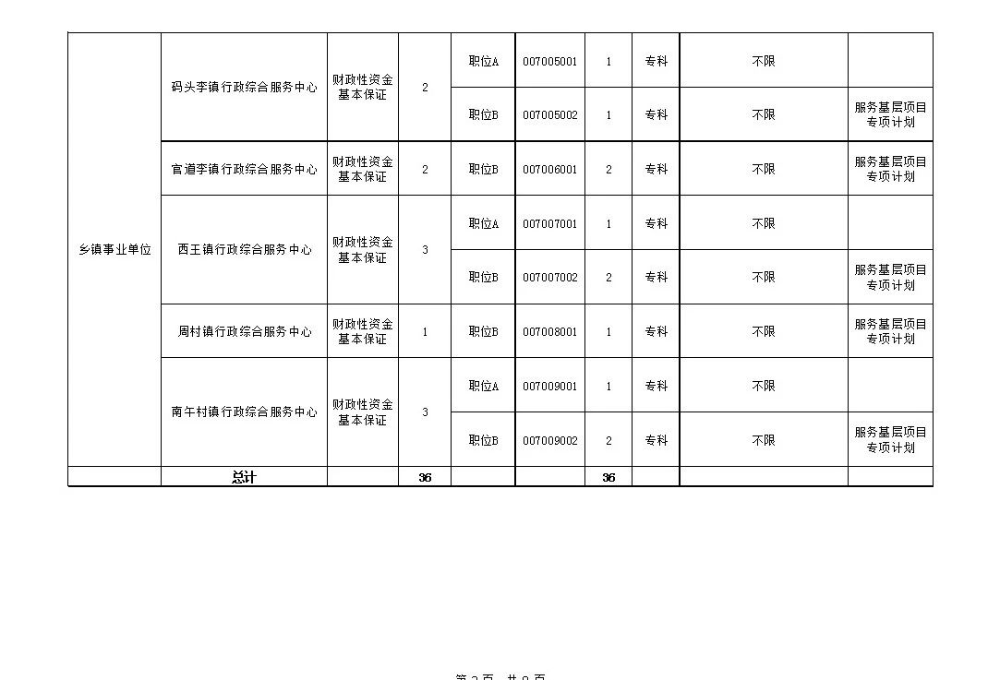 乡镇事业单位
码头李镇行政综合服务中心
财政性资金
基本保证
2
职位A 007005001 1 专科 不限
职位B 007005002 1 专科 不限
服务基层项目
专项计划
官道李镇行政综合服务中心
财政性资金
基本保证
2
职位B 007006001 2 专科 不限
服务基层项目
专项计划
西王镇行政综合服务中心
财政性资金
基本保证
3
职位A 007007001 1 专科 不限
职位B 007007002 2 专科 不限
服务基层项目
专项计划
周村镇行政综合服务中心
财政性资金
基本保证
1
职位B 007008001 1 专科 不限
服务基层项目
专项计划
南午村镇行政综合服务中心
财政性资金
基本保证
3
职位A 007009001 1 专科 不限
职位B 007009002 2 专科 不限
服务基层项目
专项计划
总计 36 36